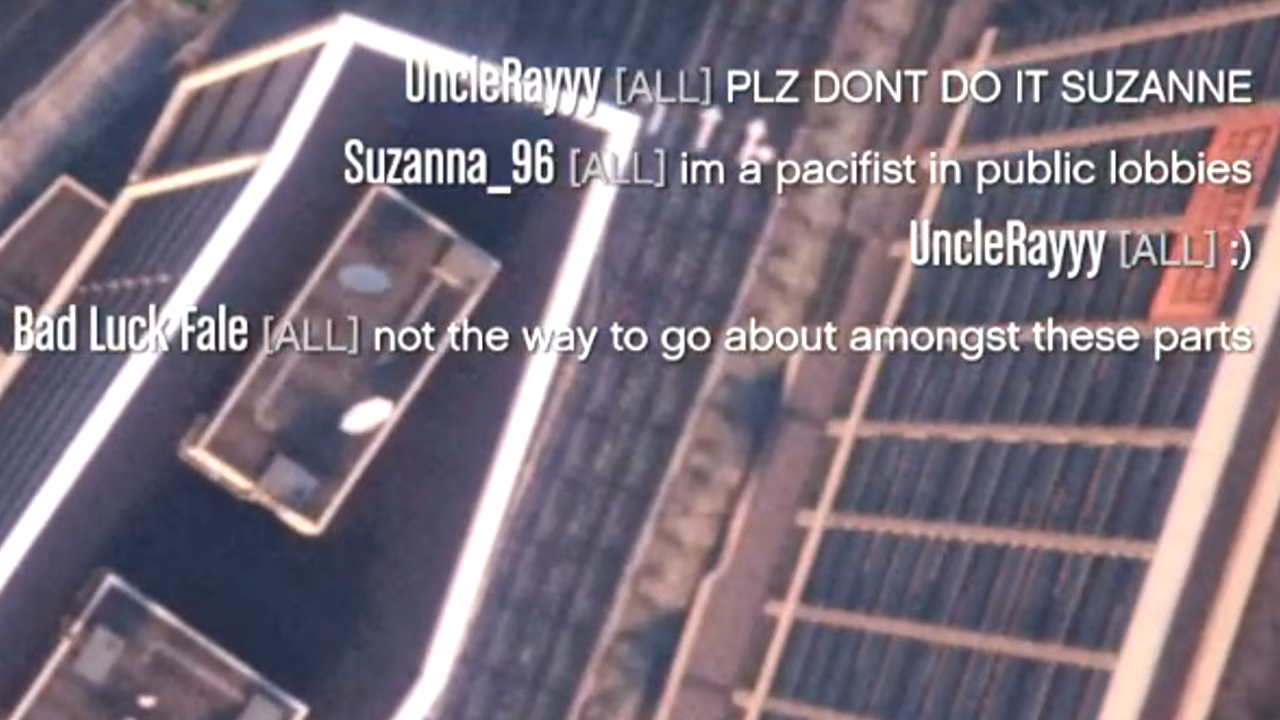 UncleRayyy [ALL] PLZ DONT DO IT SUZANNE
Suzanna_96 [ALL] im a pacifist in public lobbies
UncleRayyy [ALL] :)
Bad Luck Fale [ALL] not the way to go about amongst these parts